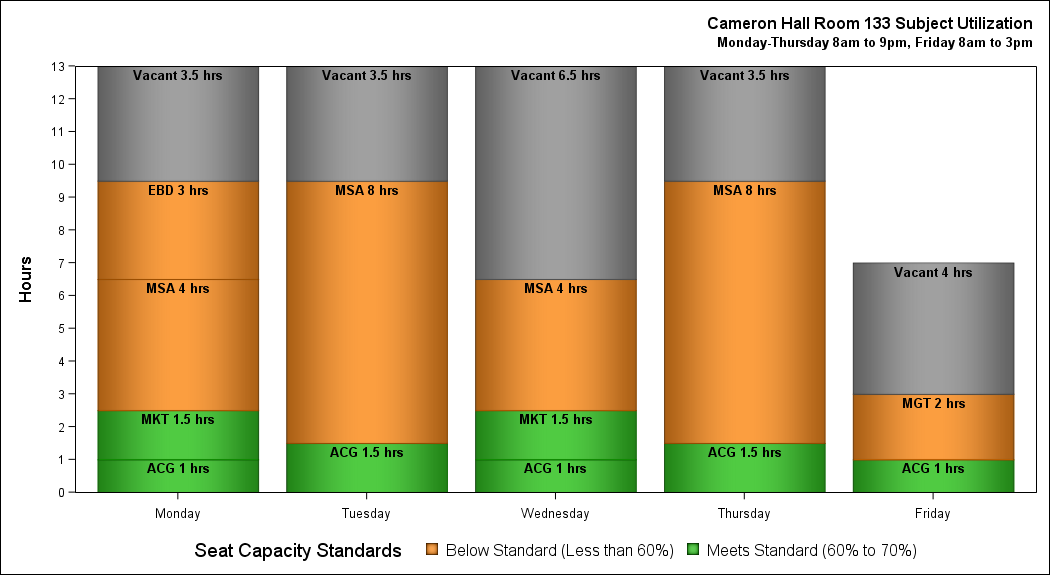 Cameron Hall Room 133 Subject Utilization
Monday-Thursday 8am to 9pm, Friday 8am to 3pm
Hours
13
12
11
10
9
8
7
6
5
4
3
2
1
0
Vacant 3.5 hrs
EBD 3 hrs
MSA 4 hrs
MKT 1.5 hrs
ACG 1 hrs
Vacant 3.5 hrs
MSA 8 hrs
ACG 1.5 hrs
Vacant 6.5 hrs
MSA 4 hrs
MKT 1.5 hrs
ACG 1 hrs
Vacant 3.5 hrs
MSA 8 hrs
ACG 1.5 hrs
Vacant 4 hrs
MGT 2 hrs
ACG 1 hrs
Monday Tuesday Wednesday Thursday Friday
Seat Capacity Standards Below Standard (Less than 60%) Meets Standard (60% to 70%)